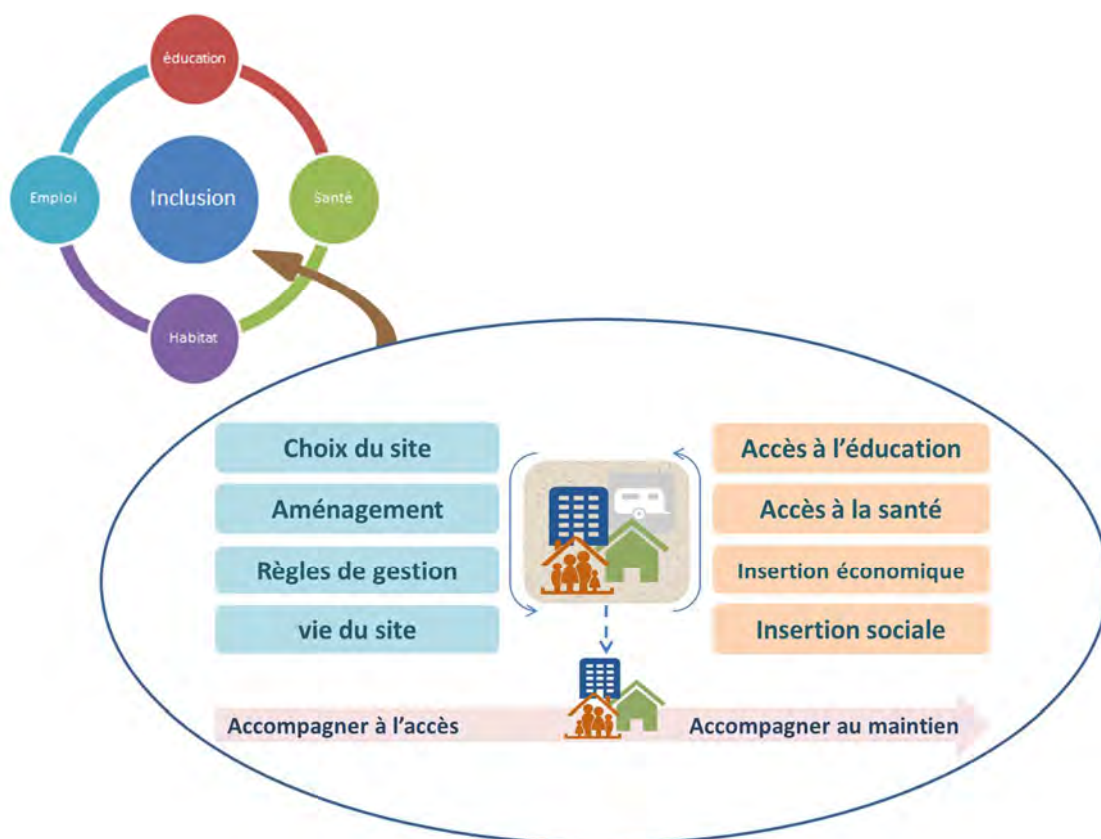 éducation
Emploi
Inclusion
Santé
Habitat
Choix du site
Aménagement
Règles de gestion
vie du site
Accès à l'éducation
Accès à la santé
Insertion économique
Insertion sociale
Accompagner à l'accès
Accompagner au maintien